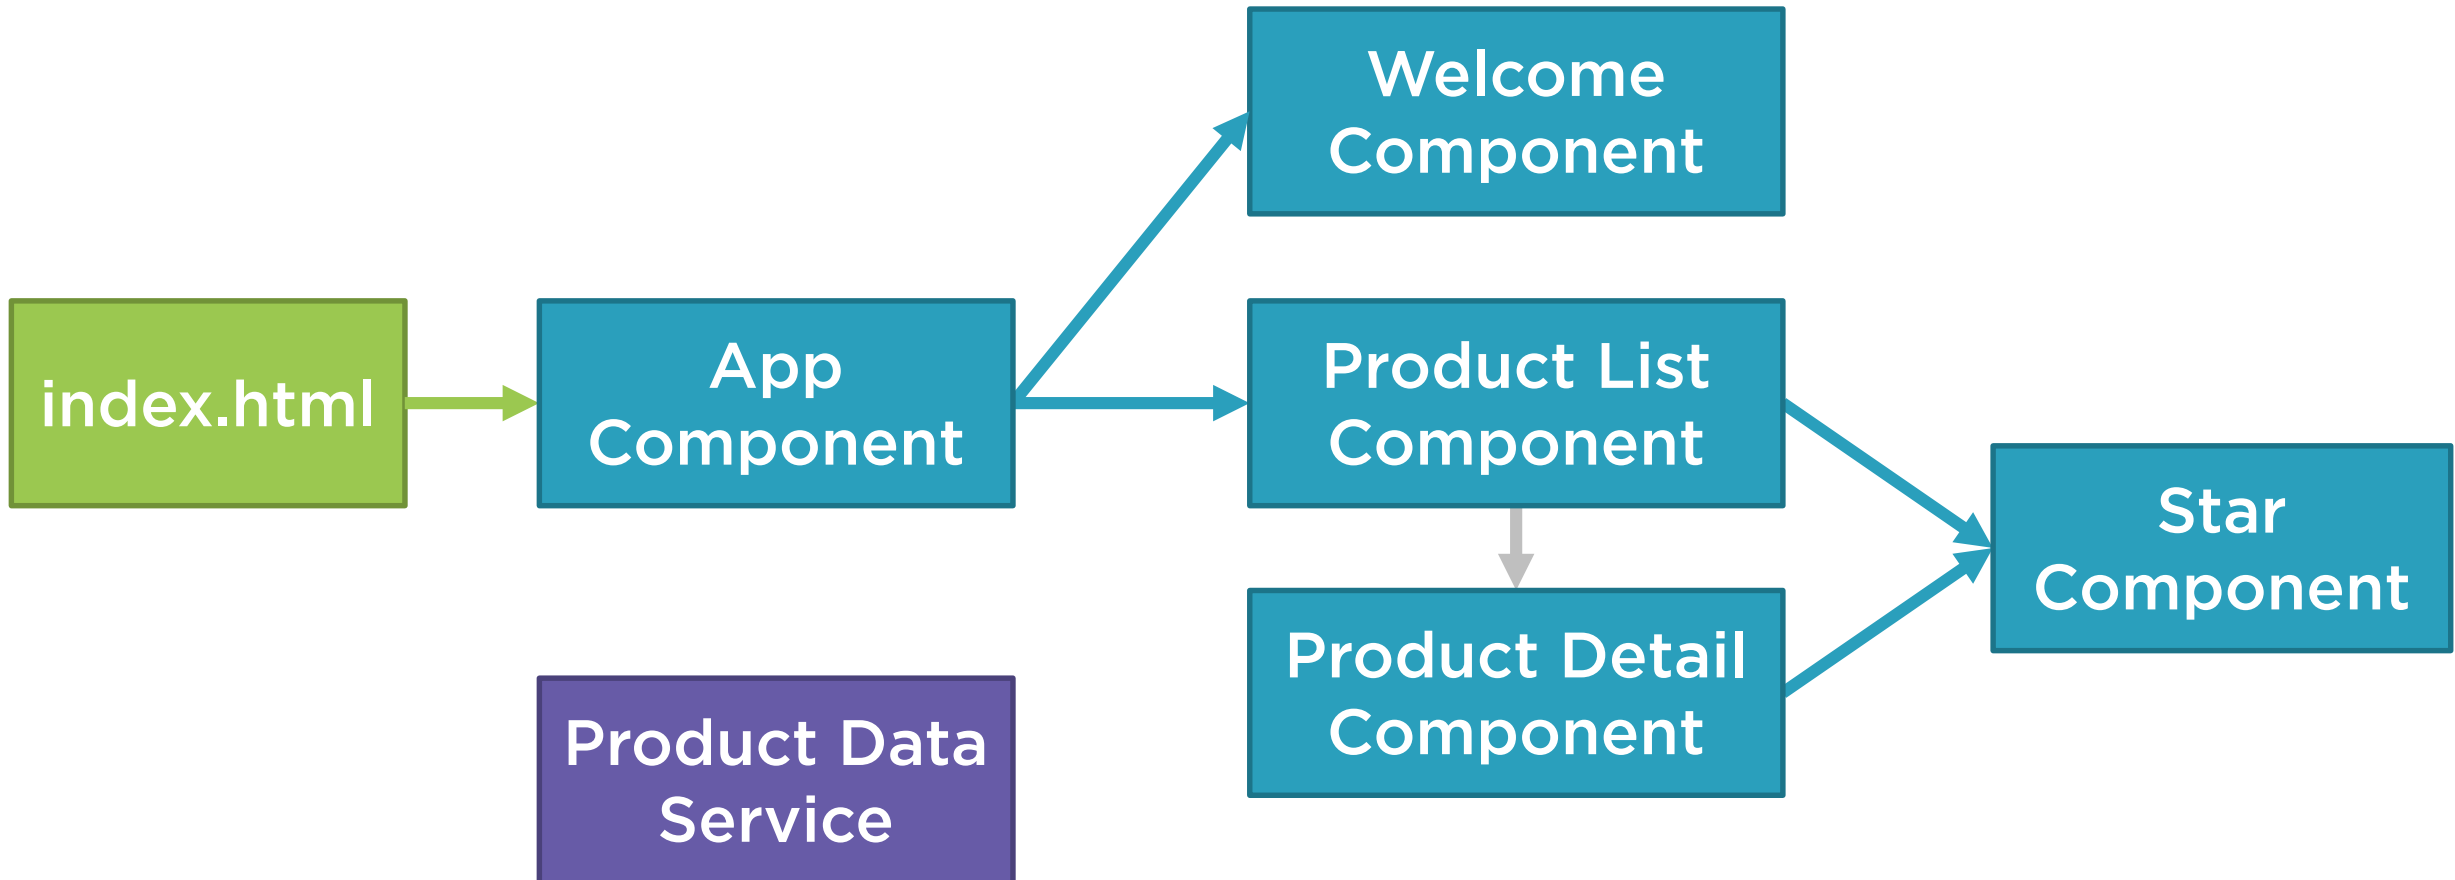 Welcome
Component
index.html
App
Component
Product List
Component
Star
Component
Product Detail
Component
Product Data
Service